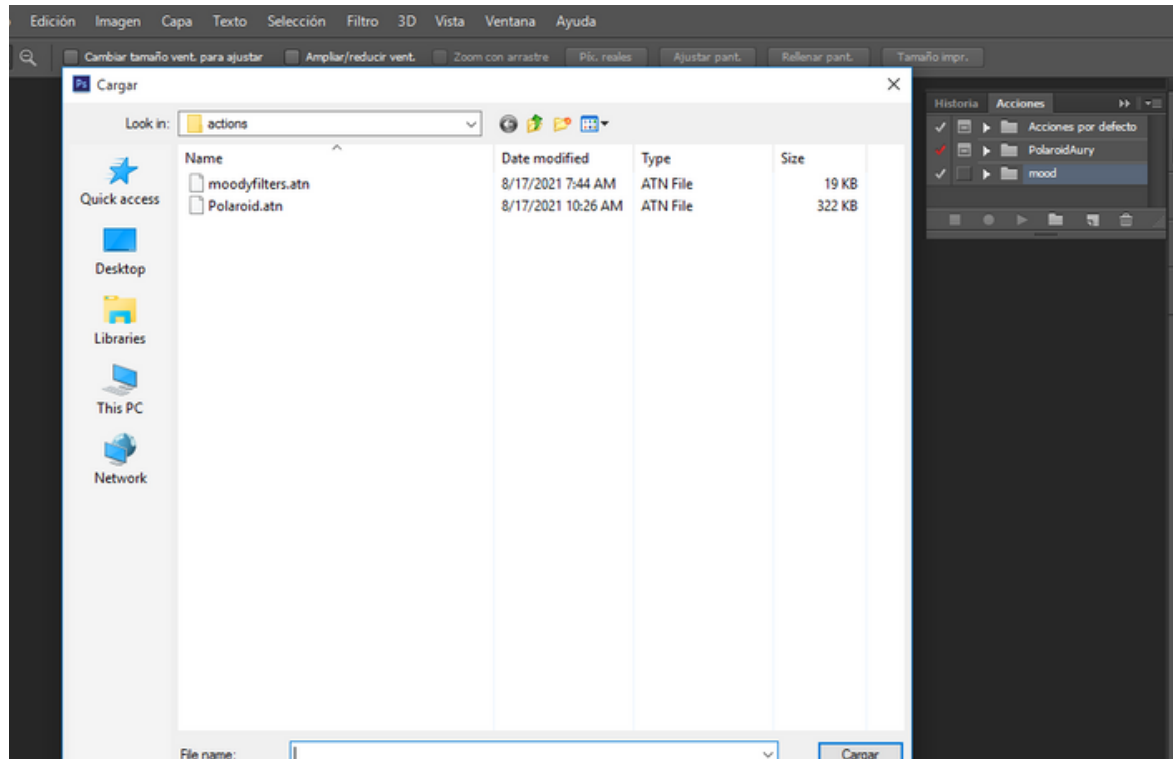 Edición Imagen Capa Texto Selección Filtro 3D Vista Ventana Ayuda
Cambiar tamaño vent. para ajustar Ampliar/reducir vent. Zoom con arrastre Píx. reales Ajustar pant. Rellenar pant. Tamaño impr.
Ps Cargar
Look in: actions
Name Date modified Type Size
moodyfilters.atn 8/17/2021 7:44 AM ATN File 19 KB
Polaroid.atn 8/17/2021 10:26 AM ATN File 322 KB
Quick access
Desktop
Libraries
This PC
Network
File name: Cargar
Historia Acciones
Acciones por defecto
PolaroidAury
mood